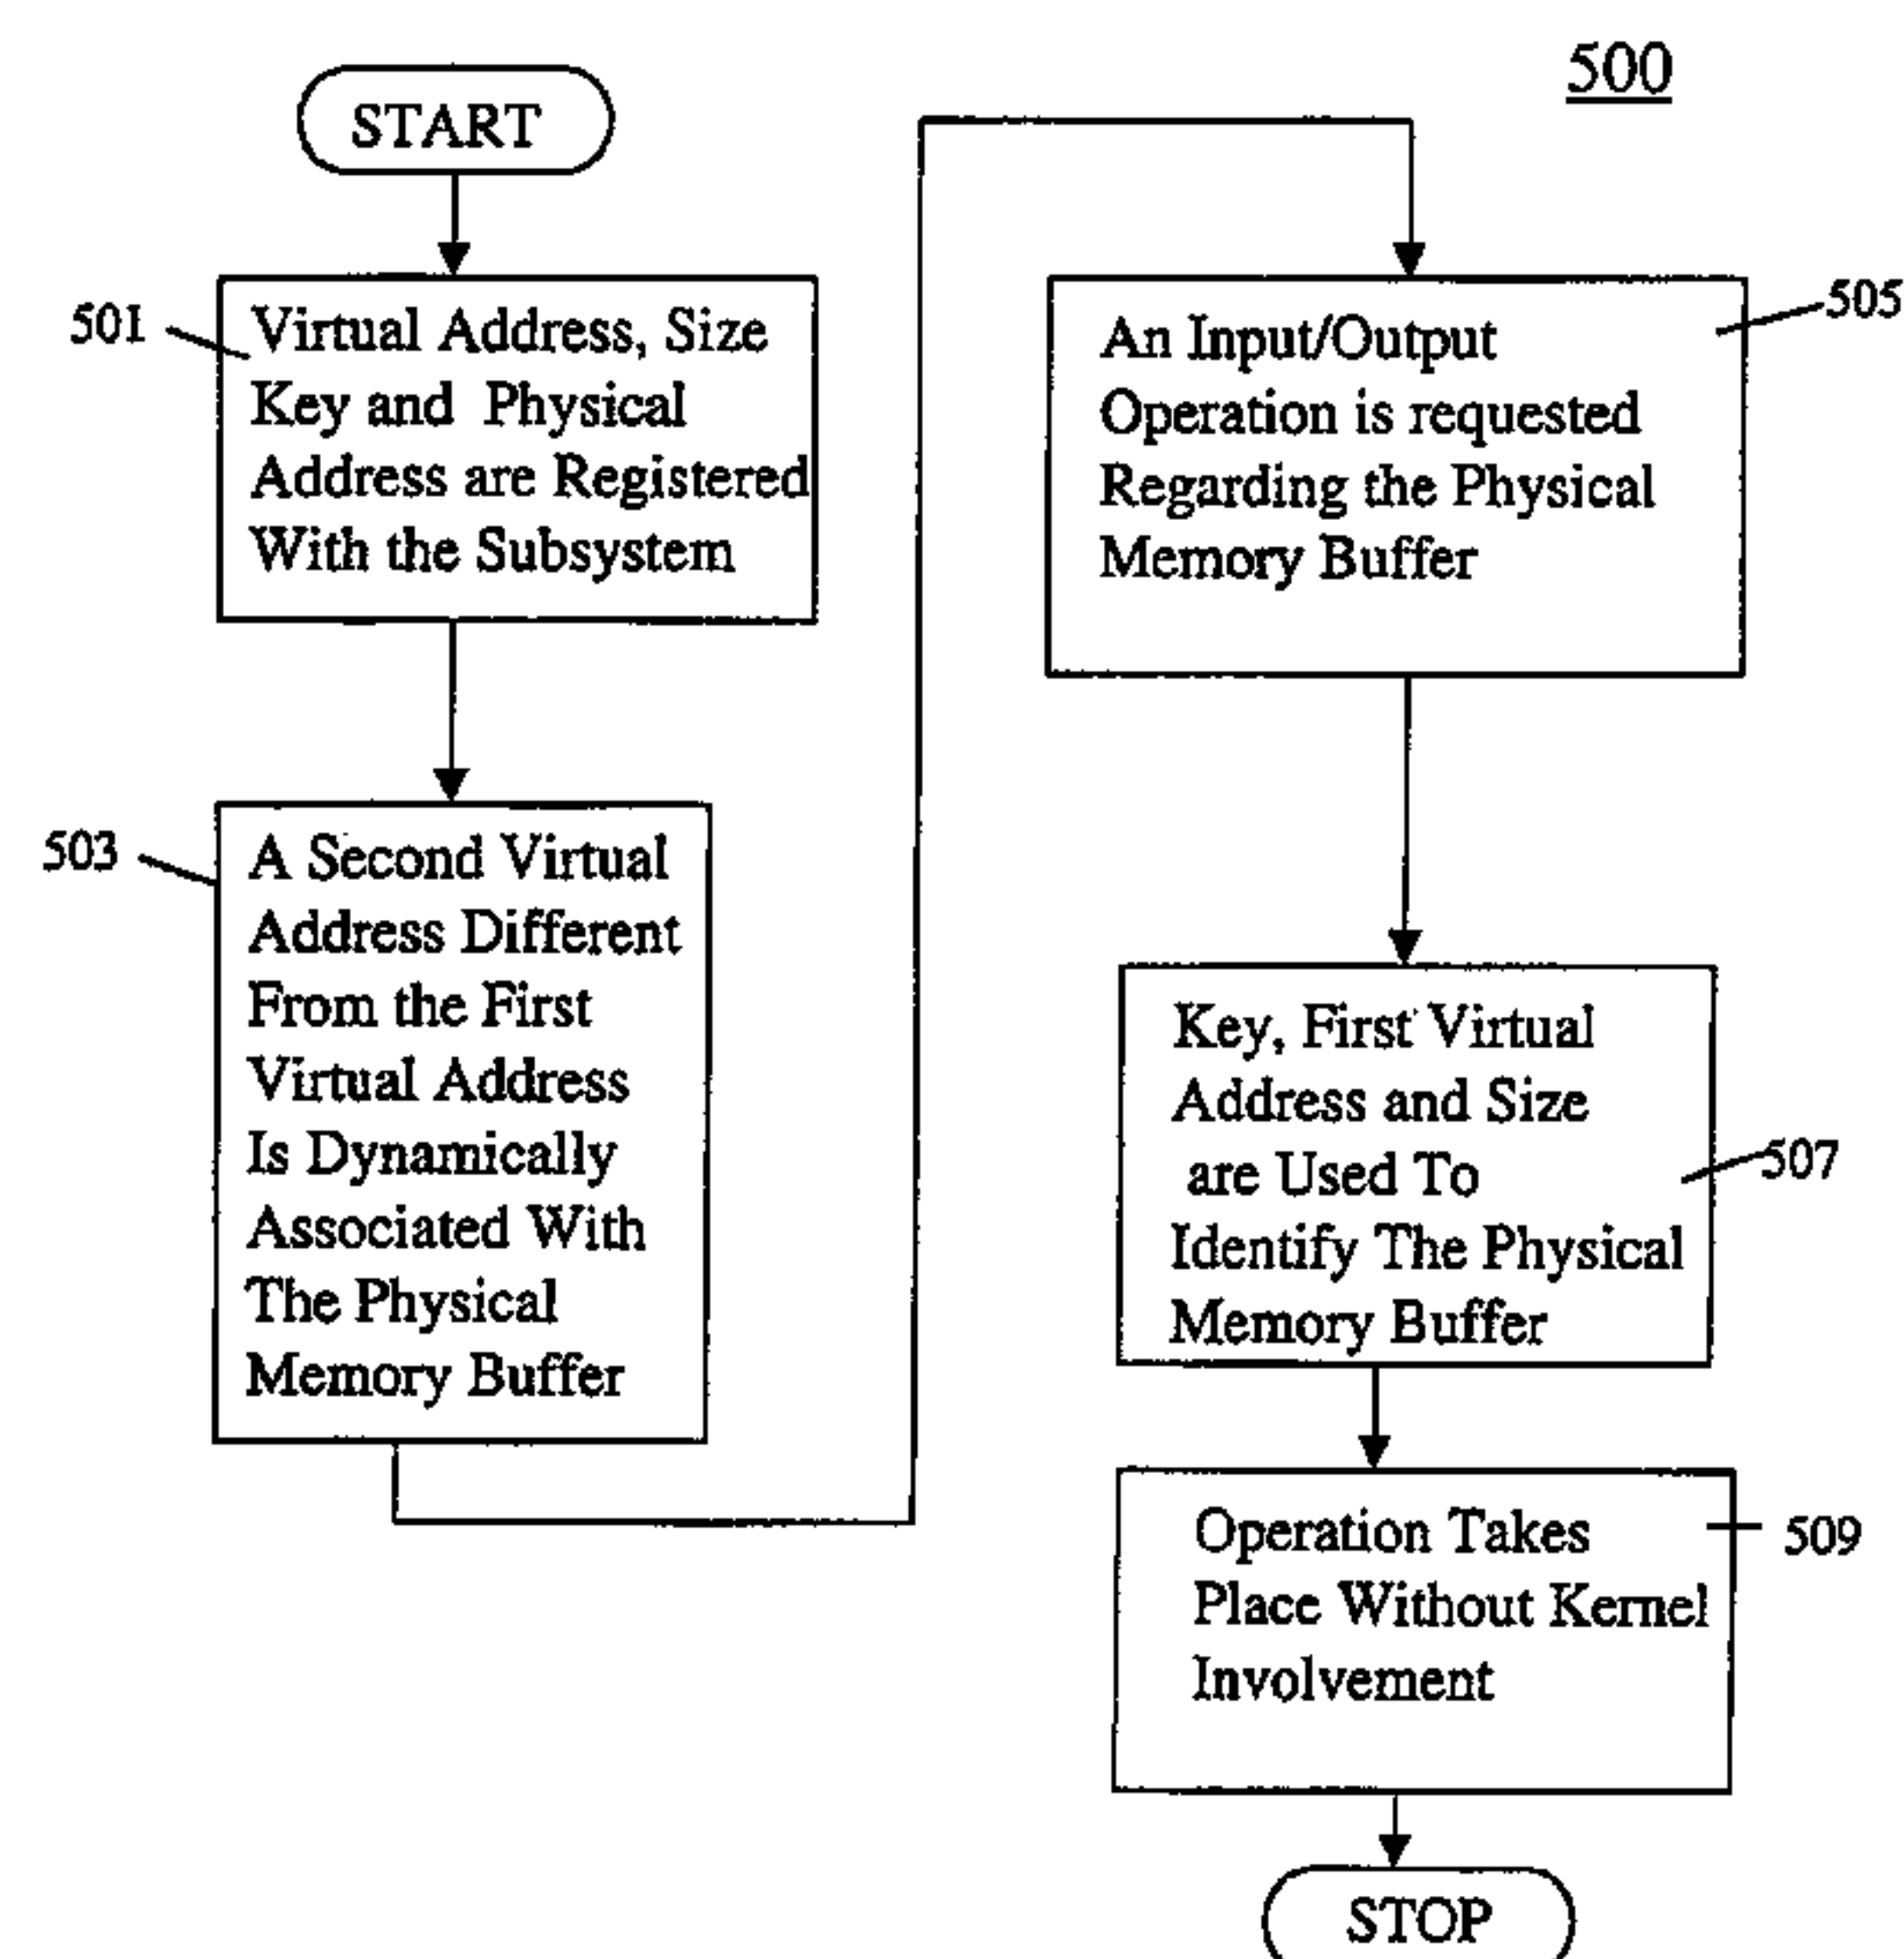 500
START
501
Virtual Address, Size
Key and Physical
Address are Registered
With the Subsystem
503
A Second Virtual
Address Different
From the First
Virtual Address
Is Dynamically
Associated With
The Physical
Memory Buffer
505
An Input/Output
Operation is requested
Regarding the Physical
Memory Buffer
507
Key, First Virtual
Address and Size
are Used To
Identify The Physical
Memory Buffer
509
Operation Takes
Place Without Kernel
Involvement
STOP